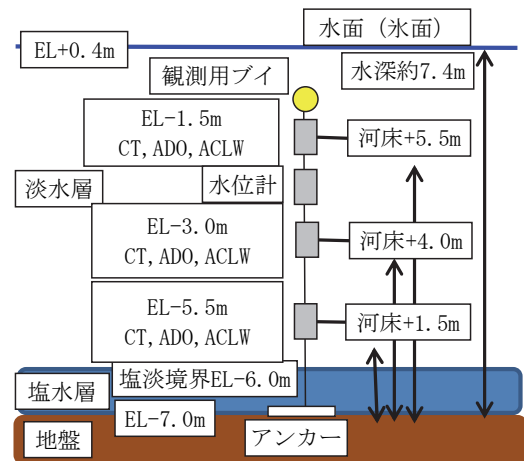 水面（氷面）
EL+0.4m
水深約7.4m
観測用ブイ
EL-1.5m
CT,ADO,ACLW
河床+5.5m
淡水層
水位計
EL-3.0m
CT,ADO,ACLW
河床+4.0m
EL-5.5m
CT,ADO,ACLW
河床+1.5m
塩淡境界EL-6.0m
塩水層
EL-7.0m
地盤
アンカー